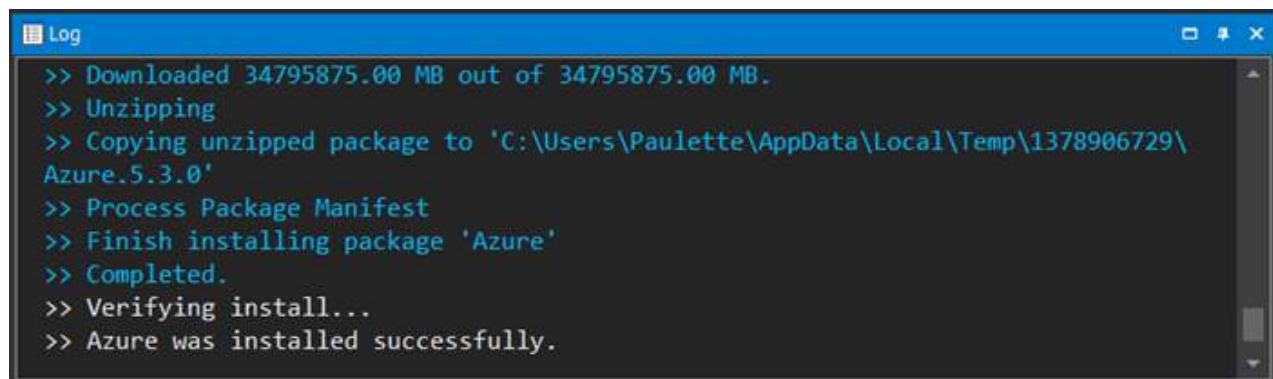 Log
>> Downloaded 34795875.00 MB out of 34795875.00 MB.
>> Unzipping
>> Copying unzipped package to 'C:\Users\Paulette\AppData\Local\Temp\1378906729\
Azure.5.3.0'
>> Process Package Manifest
>> Finish installing package 'Azure'
>> Completed.
>> Verifying install...
>> Azure was installed successfully.